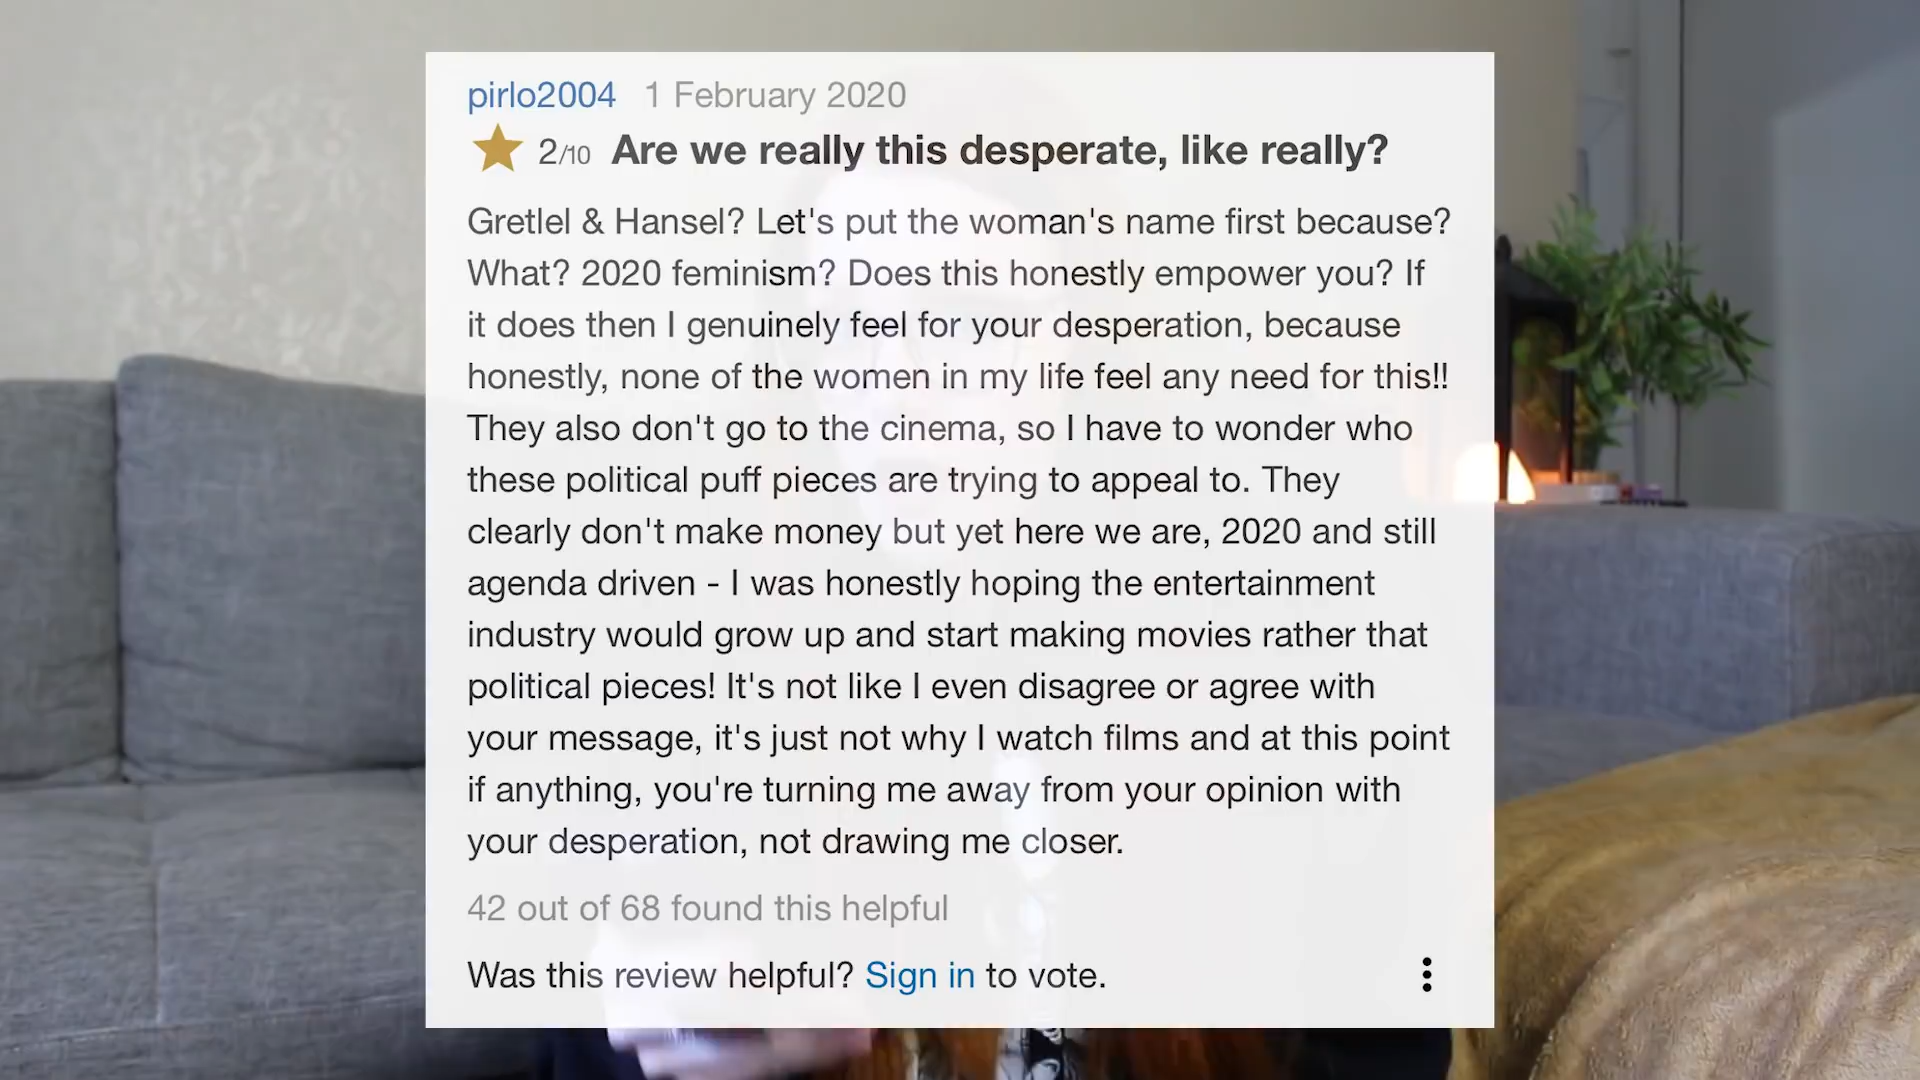 pirlo2004 1 February 2020
2/10 Are we really this desperate, like really?
Gretlel & Hansel? Let's put the woman's name first because?
What? 2020 feminism? Does this honestly empower you? If
it does then I genuinely feel for your desperation, because
honestly, none of the women in my life feel any need for this!!
They also don't go to the cinema, so I have to wonder who
these political puff pieces are trying to appeal to. They
clearly don't make money but yet here we are, 2020 and still
agenda driven - I was honestly hoping the entertainment
industry would grow up and start making movies rather that
political pieces! It's not like I even disagree or agree with
your message, it's just not why I watch films and at this point
if anything, you're turning me away from your opinion with
your desperation, not drawing me closer.
42 out of 68 found this helpful
Was this review helpful? Sign in to vote.